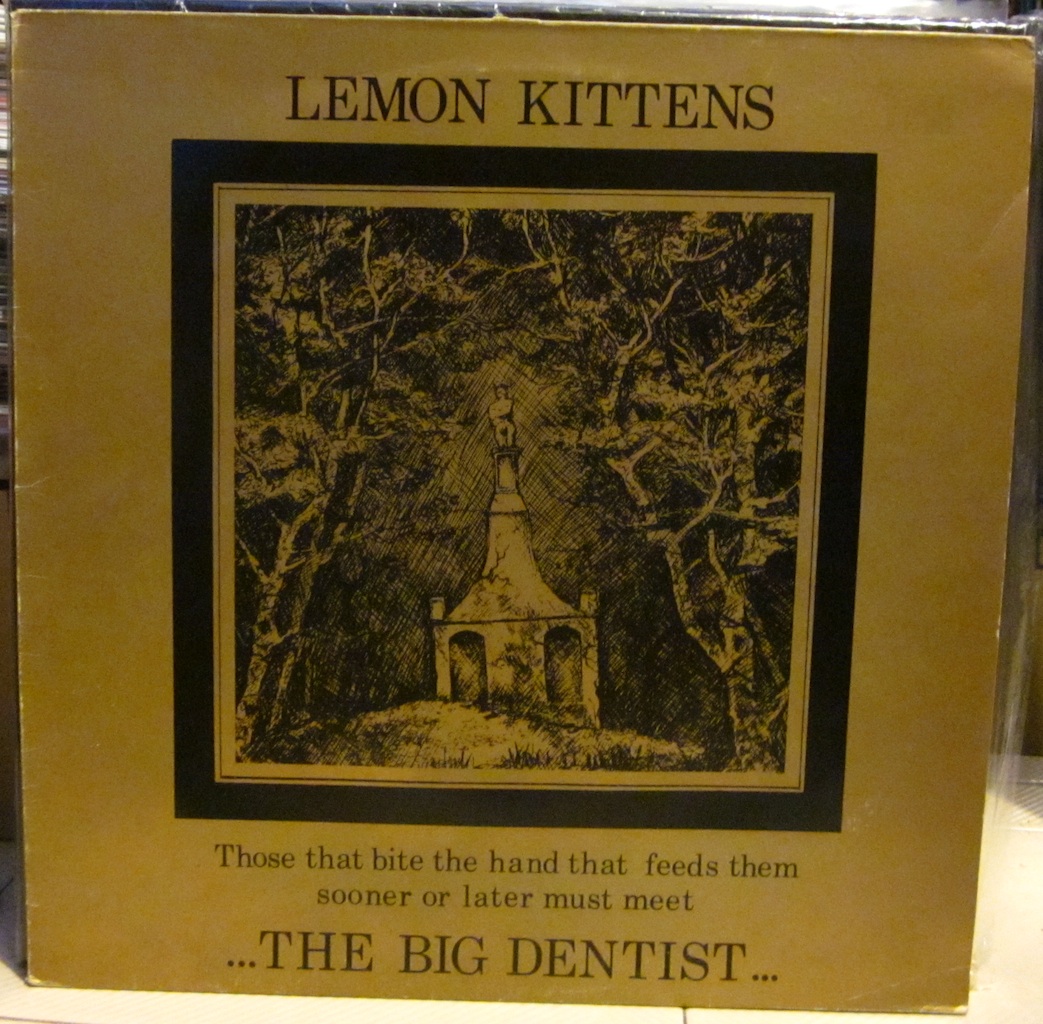 LEMON KITTENS
Those that bite the hand that feeds them
sooner or later must meet
...THE BIG DENTIST...